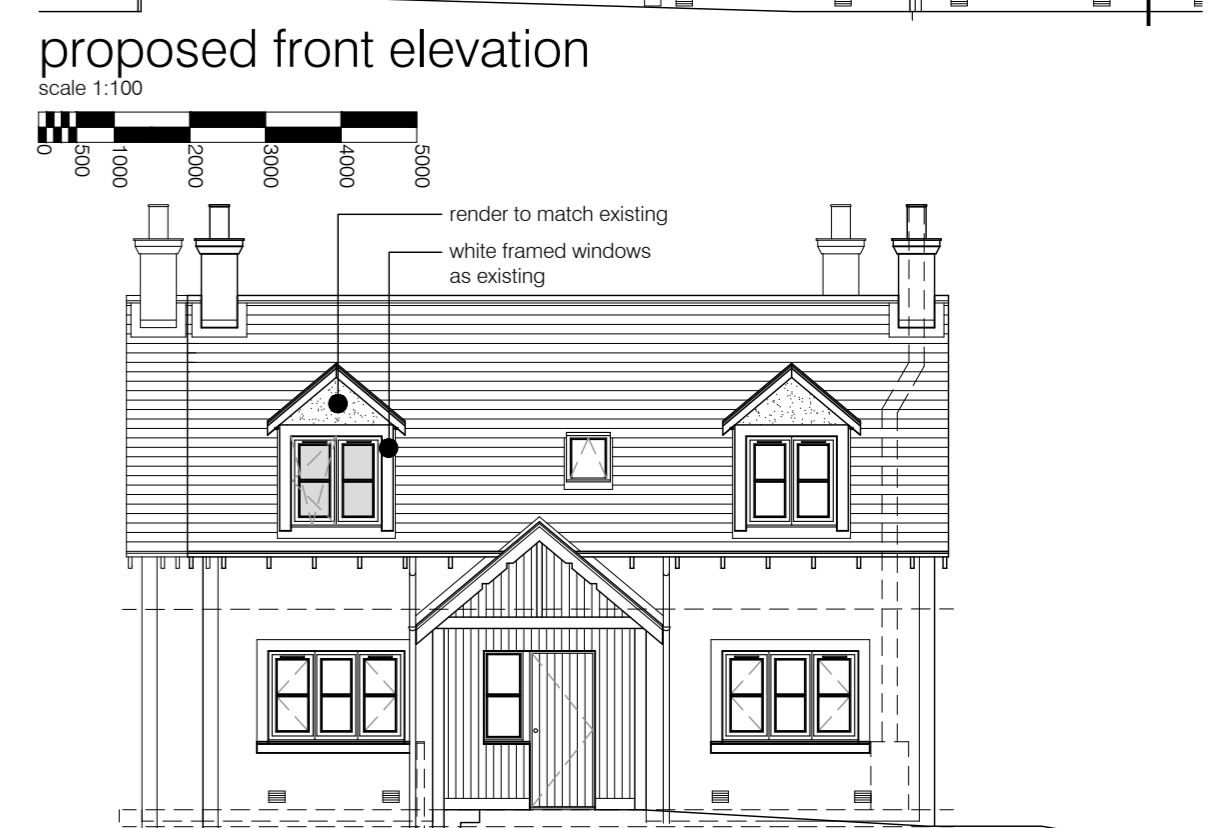 proposed front elevation
scale 1:100
0 500 1000 2000 3000 4000 5000
render to match existing
white framed windows
as existing